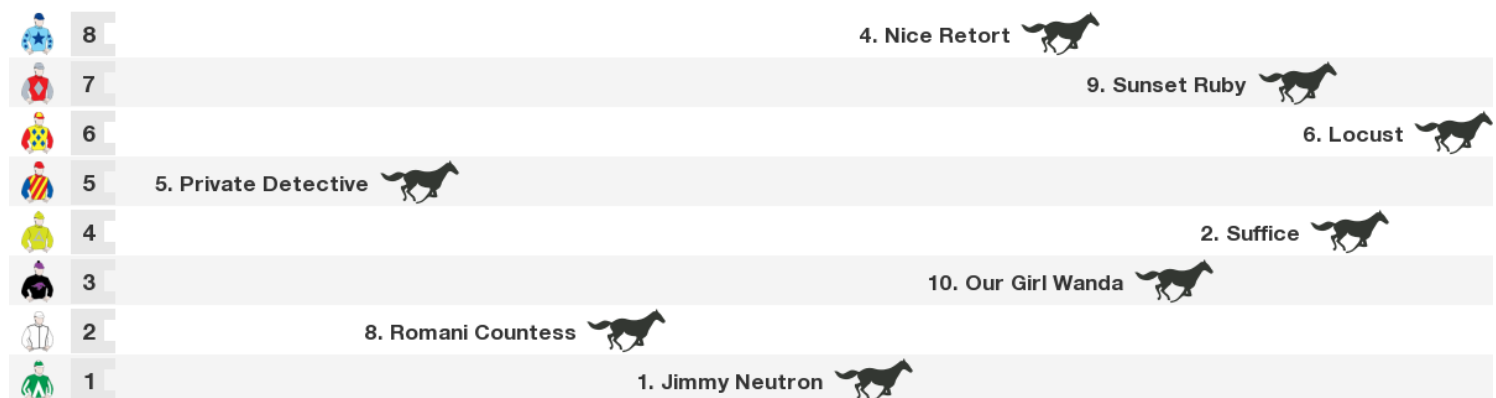 8 4. Nice Retort
7 9. Sunset Ruby
6 6. Locust
5 5. Private Detective
4 2. Suffice
3 10. Our Girl Wanda
2 8. Romani Countess
1 1. Jimmy Neutron